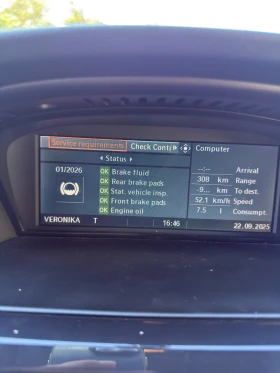 Service requirements Check Contr
Status
01/2026
OK Brake fluid
OK Rear brake pads
OK Stat. vehicle insp.
OK Front brake pads
OK Engine oil
Computer
--:-- Arrival
308 km Range
-9... km To dest.
52.1 km/h Speed
7.5 l Consumpt.
VERONIKA T 16:46 22.09.2025